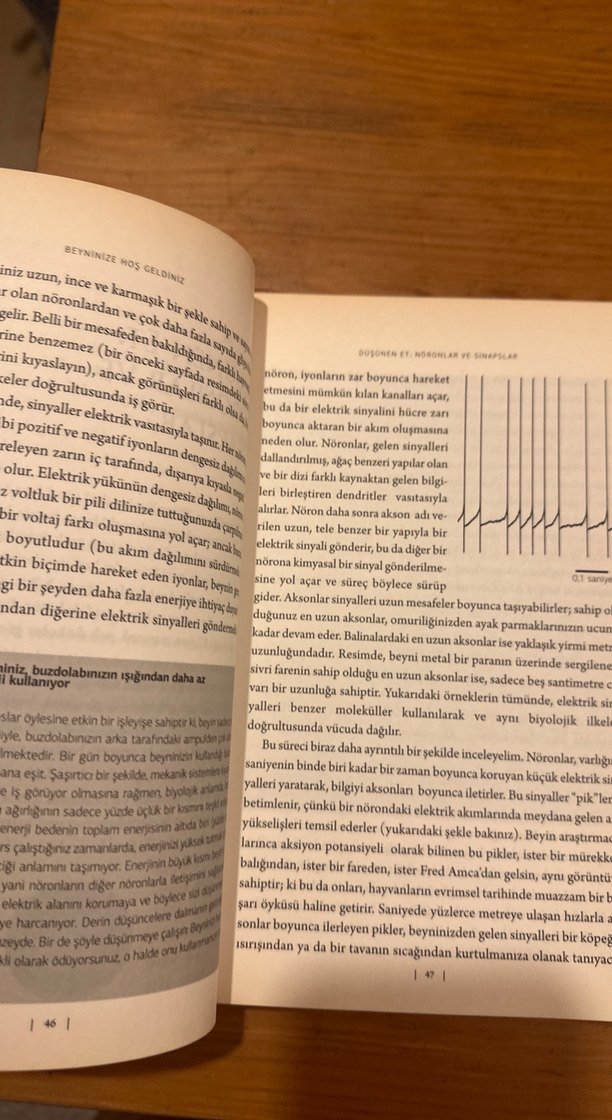 BEYNİNİZE HOŞ GELDİNİZ
iniz uzun, ince ve karmaşık bir şekle sahip ve
ar olan nöronlardan ve çok daha fazla sayıda
gelir. Belli bir mesafeden bakıldığında, farklı
rine benzemez (bir önceki sayfada resimdeki
ini kıyaslayın), ancak görünüşleri farklı olsa da
keler doğrultusunda iş görür.
nde, sinyaller elektrik vasıtasıyla taşınır. Her
ibi pozitif ve negatif iyonların dengesiz dağılımı
releyen zarın iç tarafında, dışarıya kıyasla
olur. Elektrik yükünün dengesiz dağılımı,
z voltluk bir pili dilinize tuttuğunuzda
bir voltaj farkı oluşmasına yol açar; ancak
boyutludur (bu akım dağılımını
tkin biçimde hareket eden iyonlar, beynin
gi bir şeyden daha fazla enerjiye ihtiyaç
ndan diğerine elektrik sinyalleri
niniz, buzdolabınızın ışığından daha az
li kullanıyor
slar öylesine etkin bir işleyişe sahiptir ki, beyin
iyle, buzdolabınızın arka tarafındaki ampulden
ilmektedir. Bir gün boyunca beyninizin kullandığı
ana eşit. Şaşırtıcı bir şekilde, mekanik sistemlere
e iş görüyor olmasına rağmen, biyolojik anlamda,
n ağırlığının sadece yüzde üçlük bir kısmını teşkil
enerji bedenin toplam enerjisinin altıda biri
rs çalıştığınız zamanlarda, enerjinizi yüksek
tiği anlamını taşımıyor. Enerjinin büyük kısmı
yani nöronların diğer nöronlarla iletişimini
elektrik alanını korumaya ve böylece sizi
ye harcanıyor. Derin düşüncelere dalmanın
üzeyde. Bir de şöyle düşünmeye çalışın: Beyninize
kli olarak ödüyorsunuz, o halde onu
| 46 |
DÜŞÜNEN ET: NÖRONLAR VE SİNAPSLAR
nöron, iyonların zar boyunca hareket
etmesini mümkün kılan kanalları açar,
bu da bir elektrik sinyalini hücre zarı
boyunca aktaran bir akım oluşmasına
neden olur. Nöronlar, gelen sinyalleri
dallandırılmış, ağaç benzeri yapılar olan
ve bir dizi farklı kaynaktan gelen bilgi-
leri birleştiren dendritler vasıtasıyla
alırlar. Nöron daha sonra akson adı ve-
rilen uzun, tele benzer bir yapıyla bir
elektrik sinyali gönderir, bu da diğer bir
nörona kimyasal bir sinyal gönderilme-
sine yol açar ve süreç böylece sürüp
0,1 saniye
gider. Aksonlar sinyalleri uzun mesafeler boyunca taşıyabilirler; sahip ol
duğunuz en uzun aksonlar, omuriliğinizden ayak parmaklarınızın ucun
kadar devam eder. Balinalardaki en uzun aksonlar ise yaklaşık yirmi metr
uzunluğundadır. Resimde, beyni metal bir paranın üzerinde sergilene
sivri farenin sahip olduğu en uzun aksonlar ise, sadece beş santimetre c
varı bir uzunluğa sahiptir. Yukarıdaki örneklerin tümünde, elektrik sin
yalleri benzer moleküller kullanılarak ve aynı biyolojik ilkele
doğrultusunda vücuda dağılır.
Bu süreci biraz daha ayrıntılı bir şekilde inceleyelim. Nöronlar, varlığı
saniyenin binde biri kadar bir zaman boyunca koruyan küçük elektrik sin
yalleri yaratarak, bilgiyi aksonları boyunca iletirler. Bu sinyaller "pik"ler
betimlenir, çünkü bir nörondaki elektrik akımlarında meydana gelen a
yükselişleri temsil ederler (yukarıdaki şekle bakınız). Beyin araştırmac
larınca aksiyon potansiyeli olarak bilinen bu pikler, ister bir mürekke
balığından, ister bir fareden, ister Fred Amca'dan gelsin, aynı görüntü
sahiptir; ki bu da onları, hayvanların evrimsel tarihinde muazzam bir b
şarı öyküsü haline getirir. Saniyede yüzlerce metreye ulaşan hızlarla a
sonlar boyunca ilerleyen pikler, beyninizden gelen sinyalleri bir köpeğ
ısırışından ya da bir tavanın sıcağından kurtulmanıza olanak tanıyac
| 47 |